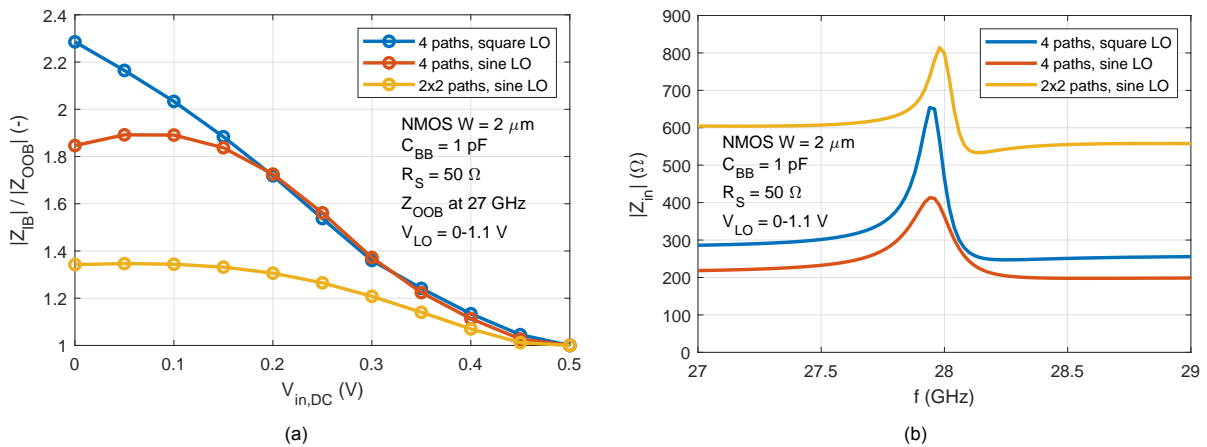 2.4
2.2
2
1.8
1.6
1.4
1.2
1
|Z_IB| / |Z_OOB| (-)
0
0.1
0.2
0.3
0.4
0.5
V_in,DC (V)
4 paths, square LO
4 paths, sine LO
2x2 paths, sine LO
NMOS W = 2 μm
C_BB = 1 pF
R_S = 50 Ω
Z_OOB at 27 GHz
V_LO = 0-1.1 V
(a)
900
800
700
600
500
400
300
200
100
0
|Z_in| (Ω)
27
27.5
28
28.5
29
f (GHz)
4 paths, square LO
4 paths, sine LO
2x2 paths, sine LO
NMOS W = 2 μm
C_BB = 1 pF
R_S = 50 Ω
V_LO = 0-1.1 V
(b)